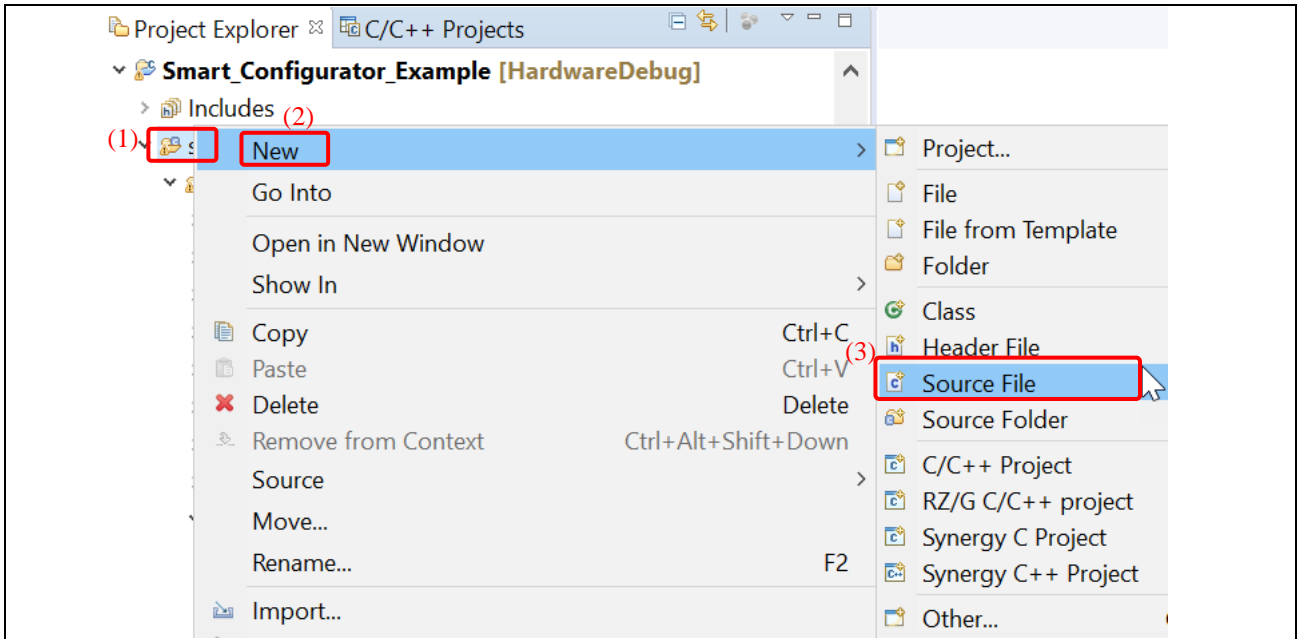 Project Explorer C/C++ Projects
Smart_Configurator_Example [HardwareDebug]
Includes
(2)
(1)
New
Go Into
Open in New Window
Show In
Copy Ctrl+C
Paste Ctrl+V
Delete Delete
Remove from Context Ctrl+Alt+Shift+Down
Source
Move...
Rename... F2
Import...
Project...
File
File from Template
Folder
Class
Header File
(3)
Source File
Source Folder
C/C++ Project
RZ/G C/C++ project
Synergy C Project
Synergy C++ Project
Other...